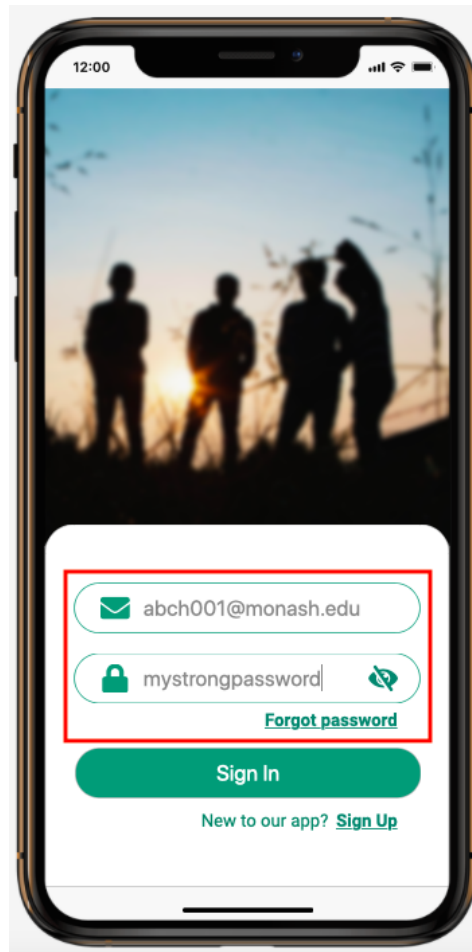 12:00
abch001@monash.edu
mystrongpassword
Forgot password
Sign In
New to our app? Sign Up